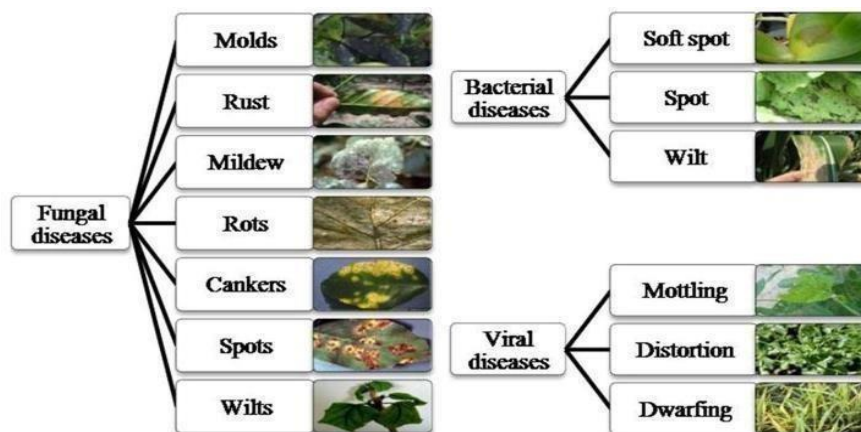 Fungal
diseases
Molds
Rust
Mildew
Rots
Cankers
Spots
Wilts
Bacterial
diseases
Soft spot
Spot
Wilt
Viral
diseases
Mottling
Distortion
Dwarfing